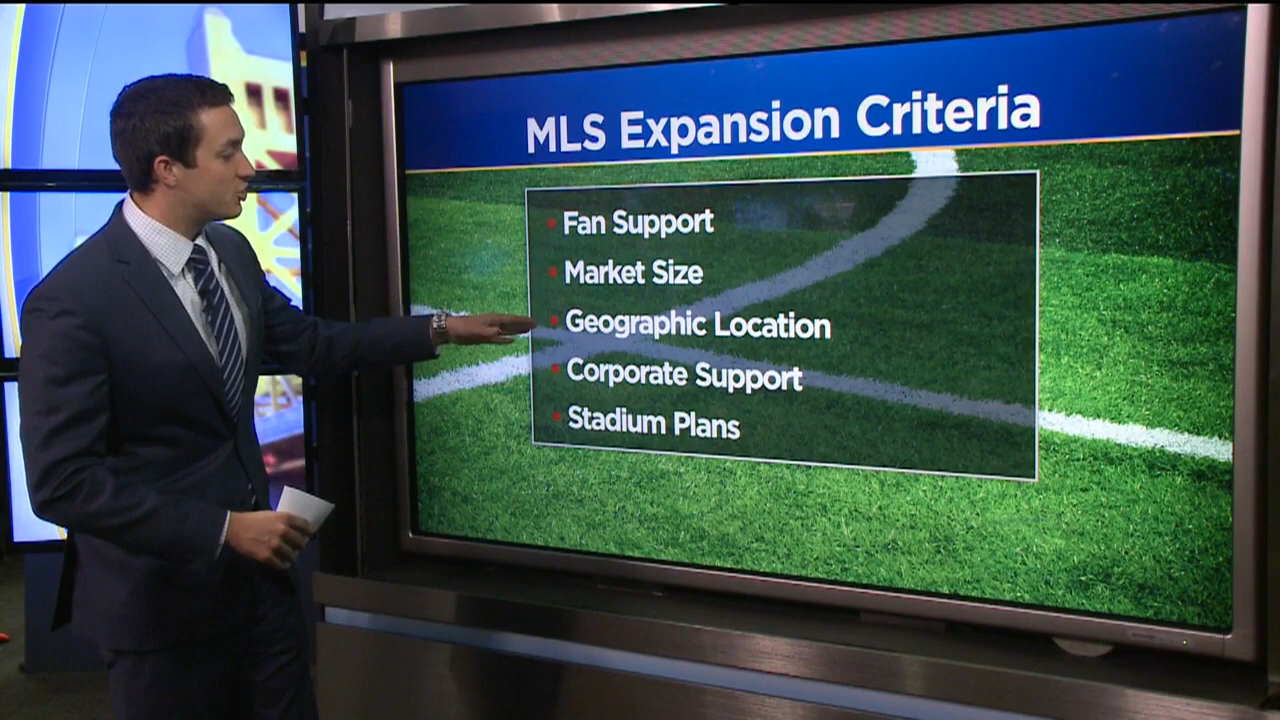 MLS Expansion Criteria
Fan Support
Market Size
Geographic Location
Corporate Support
Stadium Plans